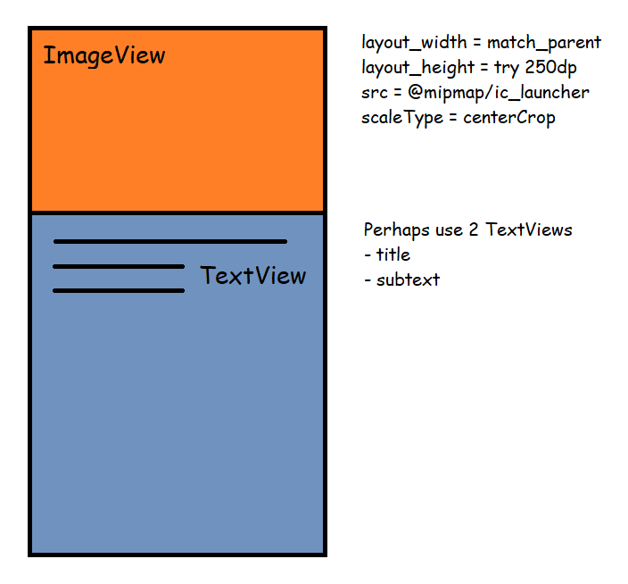 ImageView
layout_width = match_parent
layout_height = try 250dp
src = @mipmap/ic_launcher
scaleType = centerCrop
Perhaps use 2 TextViews
- title
- subtext
TextView